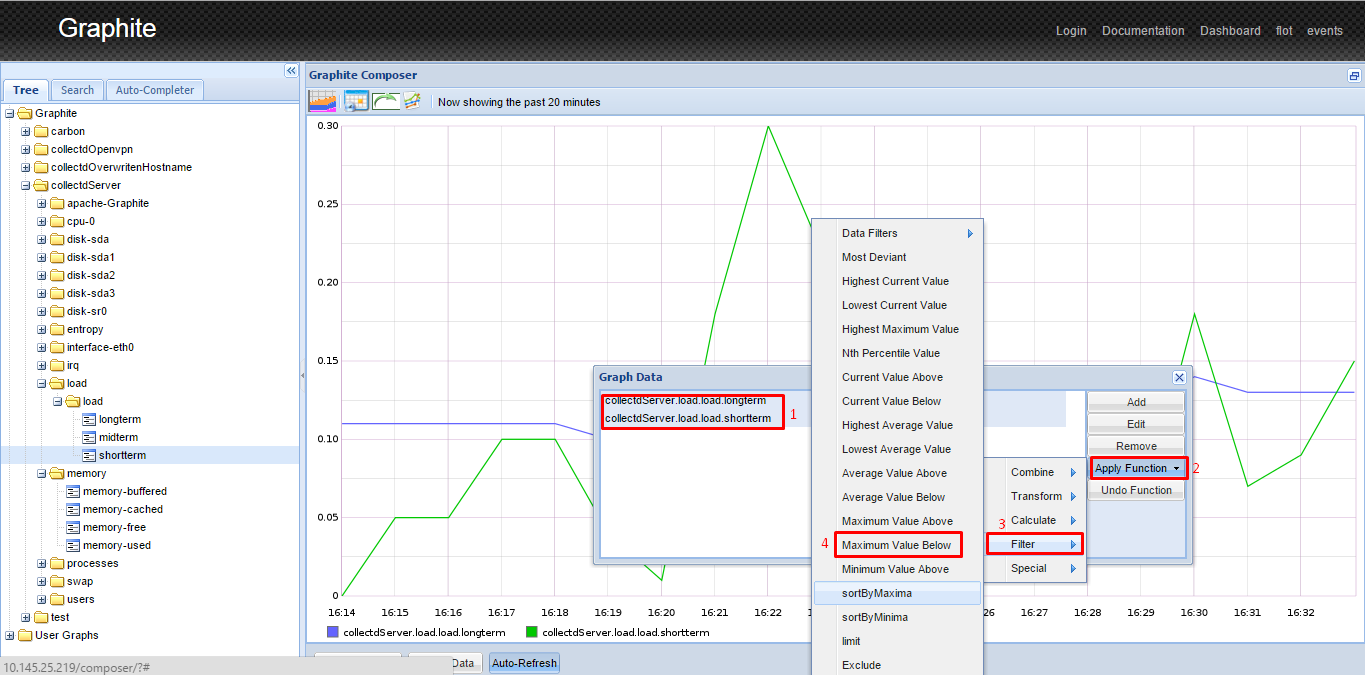 Graphite
Login Documentation Dashboard flot events
Tree Search Auto-Completer
Graphite
carbon
collectdOpenvpn
collectdOverwritenHostname
collectdServer
apache-Graphite
cpu-0
disk-sda
disk-sda1
disk-sda2
disk-sda3
disk-sr0
entropy
interface-eth0
irq
load
load
longterm
midterm
shortterm
memory
memory-buffered
memory-cached
memory-free
memory-used
processes
swap
users
test
User Graphs
10.145.25.219/composer/?#
Graphite Composer
Now showing the past 20 minutes
0.30
0.25
0.20
0.15
0.10
0.05
0
16:14 16:15 16:16 16:17 16:18 16:19 16:20 16:21 16:22 26 16:27 16:28 16:29 16:30 16:31 16:32
collectdServer.load.load.longterm collectdServer.load.load.shortterm
Data Auto-Refresh
Graph Data
collectdServer.load.load.longterm
collectdServer.load.load.shortterm
1
Add
Edit
Remove
Apply Function
2
Undo Function
Combine
Transform
Calculate
3
Filter
Special
Data Filters
Most Deviant
Highest Current Value
Lowest Current Value
Highest Maximum Value
Nth Percentile Value
Current Value Above
Current Value Below
Highest Average Value
Lowest Average Value
Average Value Above
Average Value Below
Maximum Value Above
4
Maximum Value Below
Minimum Value Above
sortByMaxima
sortByMinima
limit
Exclude